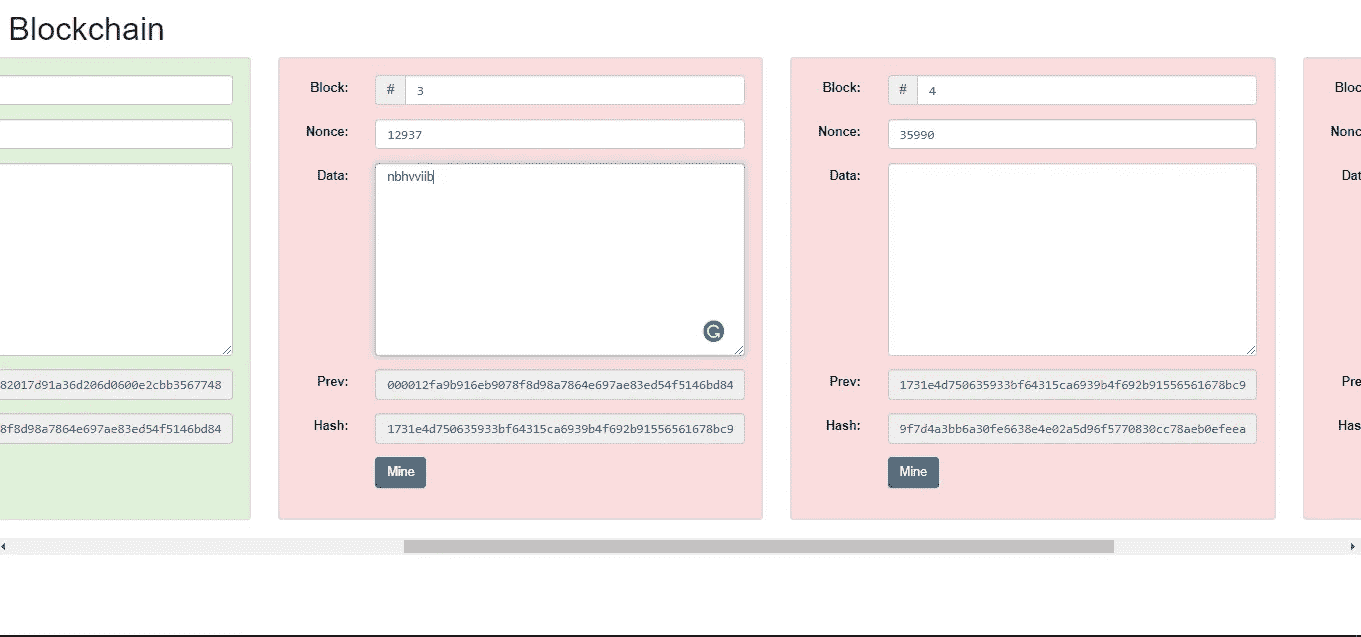 Blockchain
82017d91a36d206d0600e2cbb3567748
8f8d98a7864e697ae83ed54f5146bd84
Block: # 3
Nonce: 12937
Data: nbhvviib
Prev: 000012fa9b916eb9078f8d98a7864e697ae83ed54f5146bd84
Hash: 1731e4d750635933bf64315ca6939b4f692b91556561678bc9
Mine
Block: # 4
Nonce: 35990
Data:
Prev: 1731e4d750635933bf64315ca6939b4f692b91556561678bc9
Hash: 9f7d4a3bb6a30fe6638e4e02a5d96f5770830cc78aeb0efeea
Mine
Bloc
Nonc
Dat
Pre
Has